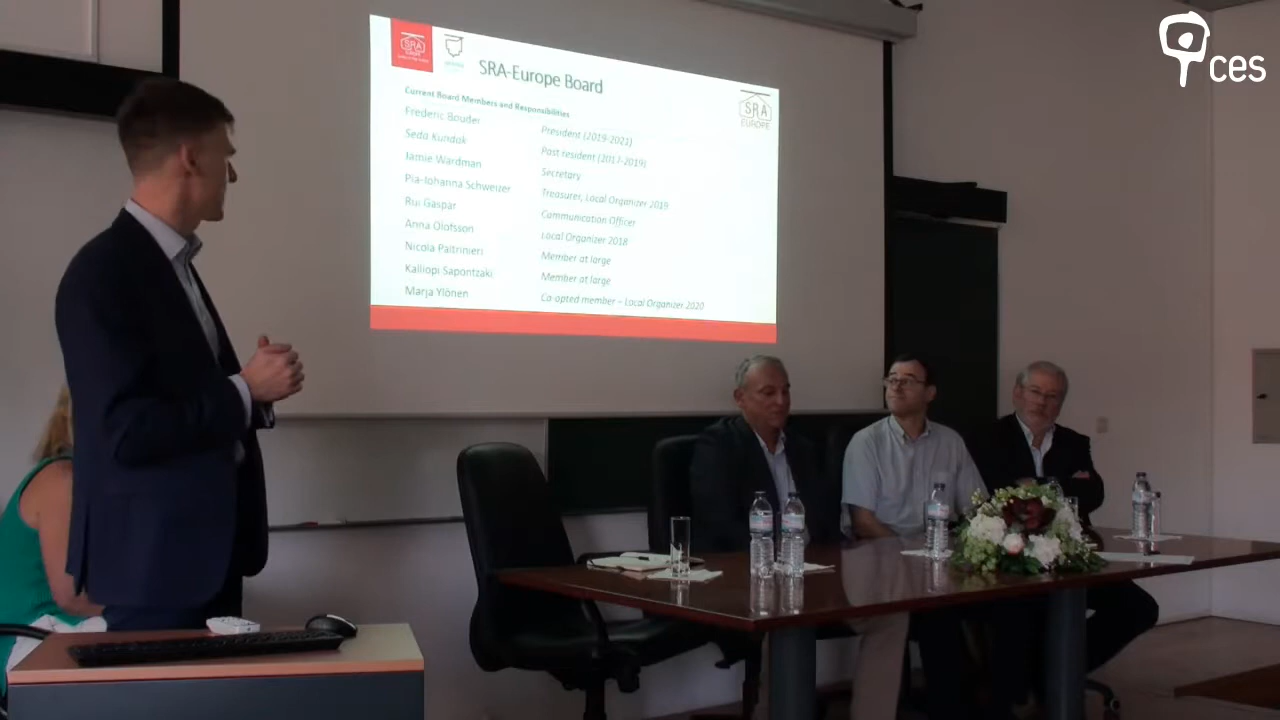 ces
SRA
EUROPE
SRA-Europe Board
SRA
EUROPE
Current Board Members and Responsibilities
Frederic Bouder President (2019-2021)
Seda Kundak Past resident (2017-2019)
Jamie Wardman Secretary
Pia-Johanna Schweizer Treasurer, Local Organizer 2019
Rui Gaspar Communication Officer
Anna Olofsson Local Organizer 2018
Nicola Paltrinieri Member at large
Kalliopi Sapontzaki Member at large
Marja Ylönen Co-opted member – Local Organizer 2020